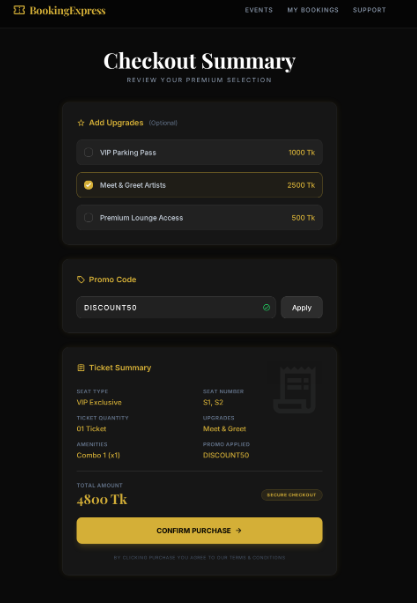 BookingExpress EVENTS MY BOOKINGS SUPPORT
Checkout Summary
REVIEW YOUR PREMIUM SELECTION
Add Upgrades (Optional)
VIP Parking Pass 1000 Tk
Meet & Greet Artists 2500 Tk
Premium Lounge Access 500 Tk
Promo Code
DISCOUNT50 Apply
Ticket Summary
SEAT TYPE SEAT NUMBER
VIP Exclusive S1, S2
TICKET QUANTITY UPGRADES
01 Ticket Meet & Greet
AMENITIES PROMO APPLIED
Combo 1 (x1) DISCOUNT50
TOTAL AMOUNT
4800 Tk SECURE CHECKOUT
CONFIRM PURCHASE →
BY CLICKING PURCHASE YOU AGREE TO OUR TERMS & CONDITIONS